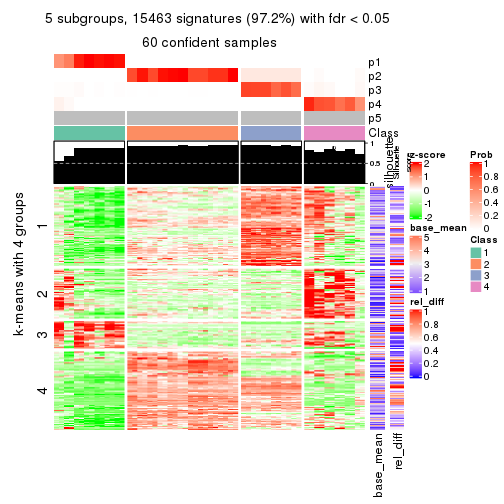 5 subgroups, 15463 signatures (97.2%) with fdr < 0.05
60 confident samples
p1
p2
p3
p4
p5
Class
1
0.5
0
silhouette
Silhouette
k-means with 4 groups
1
2
3
4
base_mean
rel_diff
z-score
2
1
0
-1
-2
base_mean
5
4
3
2
1
rel_diff
1
0.8
0.6
0.4
0.2
0
Prob
1
0.8
0.6
0.4
0.2
0
Class
1
2
3
4